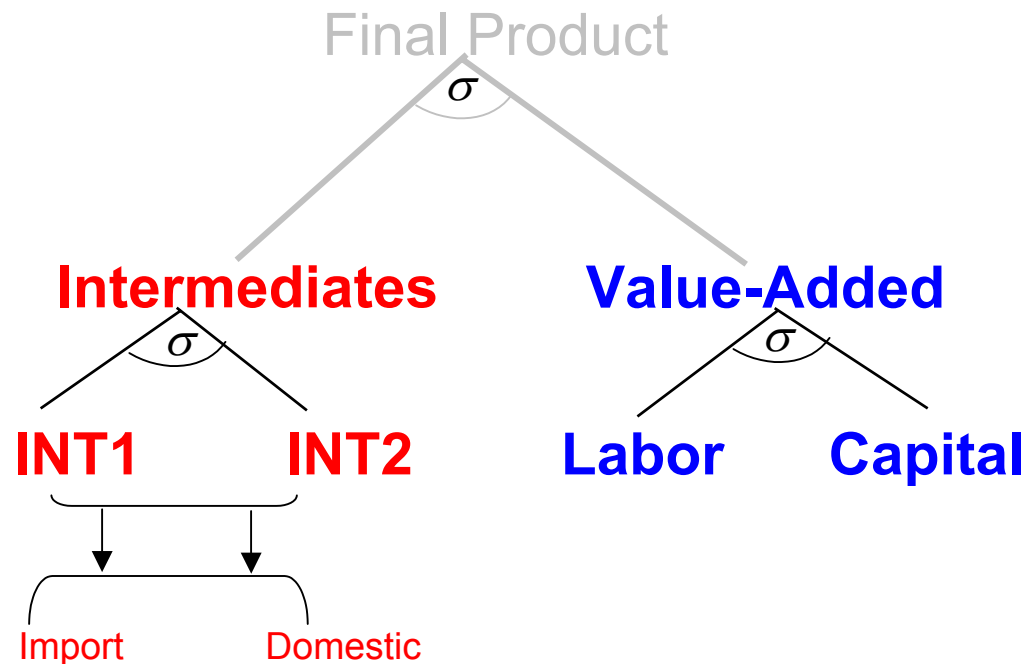 Final Product
σ
Intermediates Value-Added
σ σ
INT1 INT2 Labor Capital
Import Domestic